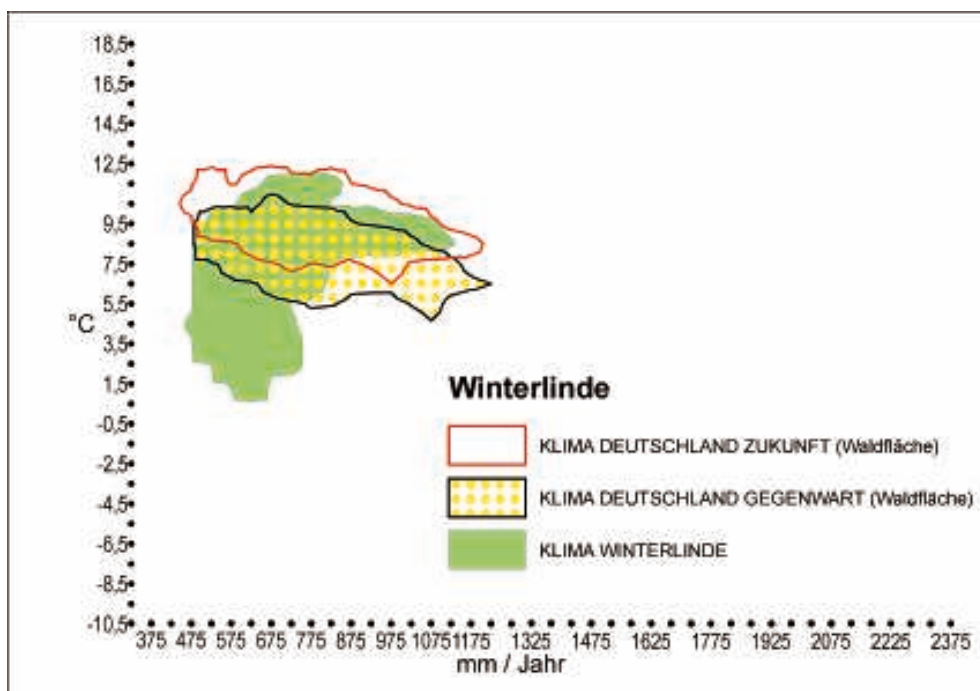 18,5
16,5
14,5
12,5
9,5
7,5
5,5
°C
3,5
1,5
-0,5
-2,5
-4,5
-6,5
-8,5
-10,5
Winterlinde
KLIMA DEUTSCHLAND ZUKUNFT (Waldfläche)
KLIMA DEUTSCHLAND GEGENWART (Waldfläche)
KLIMA WINTERLINDE
375 475 575 675 775 875 975 1075 1175 1325 1475 1625 1775 1925 2075 2225 2375
mm / Jahr